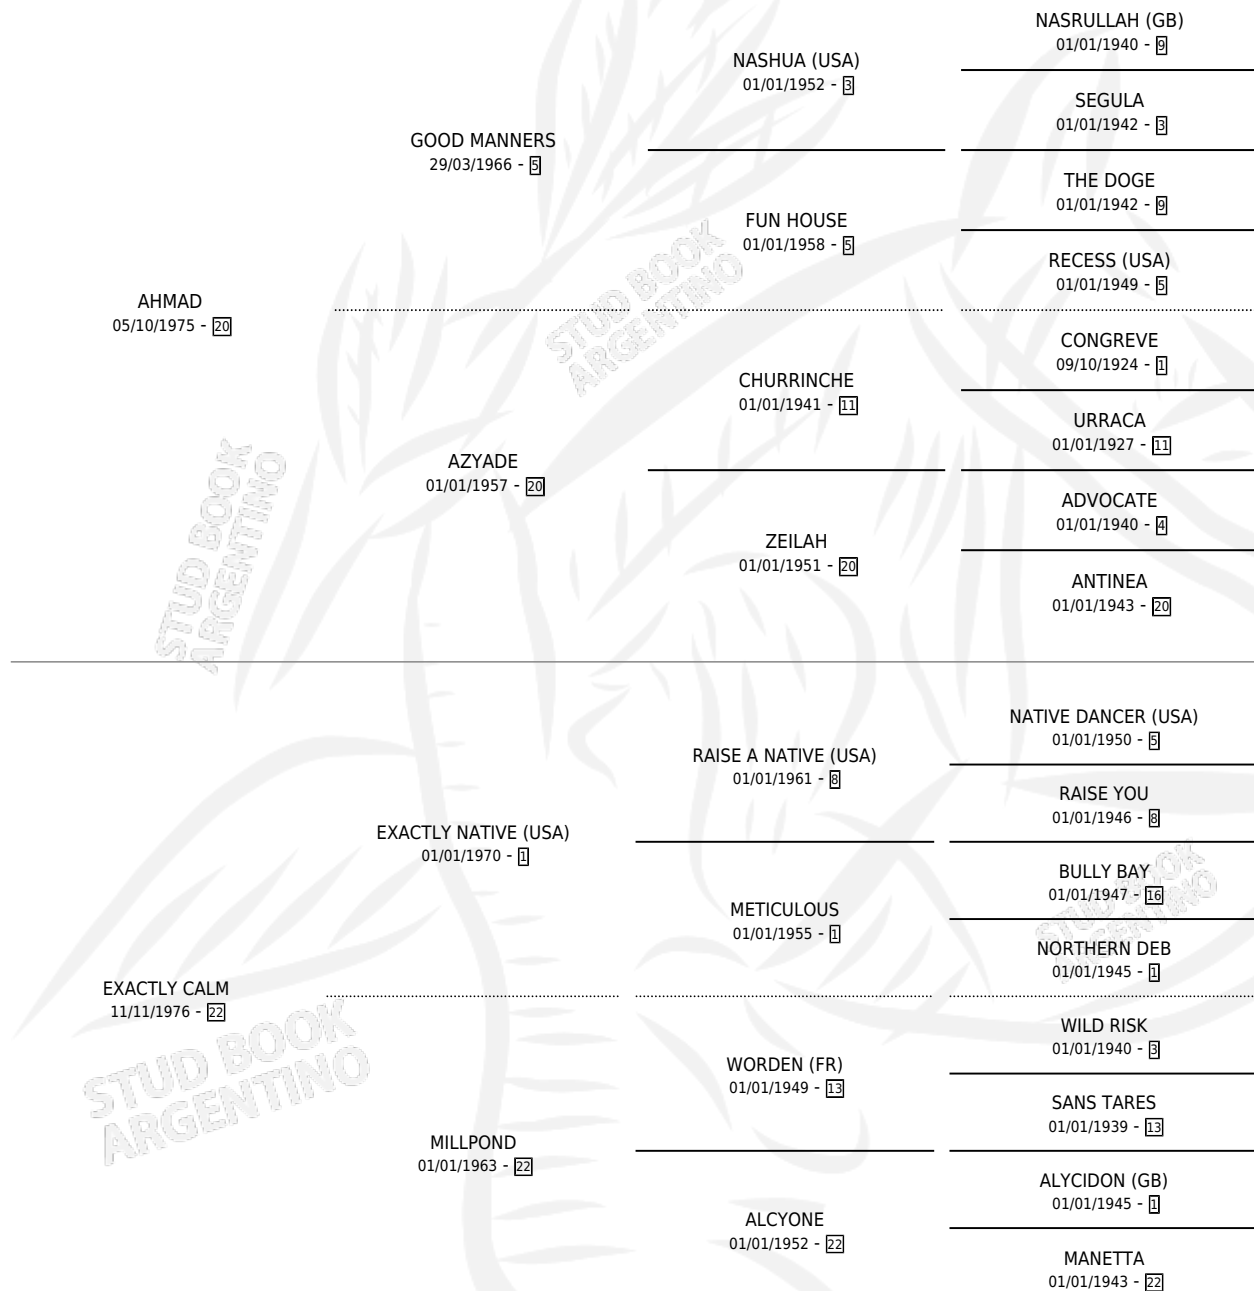 NASRULLAH (GB)
01/01/1940 - 9
NASHUA (USA)
01/01/1952 - 3
SEGULA
01/01/1942 - 3
GOOD MANNERS
29/03/1966 - 5
THE DOGE
01/01/1942 - 9
FUN HOUSE
01/01/1958 - 5
RECESS (USA)
01/01/1949 - 5
AHMAD
05/10/1975 - 20
CONGREVE
09/10/1924 - 1
CHURRINCHE
01/01/1941 - 11
URRACA
01/01/1927 - 11
AZYADE
01/01/1957 - 20
ADVOCATE
01/01/1940 - 4
ZEILAH
01/01/1951 - 20
ANTINEA
01/01/1943 - 20
NATIVE DANCER (USA)
01/01/1950 - 5
RAISE A NATIVE (USA)
01/01/1961 - 8
RAISE YOU
01/01/1946 - 8
EXACTLY NATIVE (USA)
01/01/1970 - 1
BULLY BAY
01/01/1947 - 16
METICULOUS
01/01/1955 - 1
NORTHERN DEB
01/01/1945 - 1
EXACTLY CALM
11/11/1976 - 22
WILD RISK
01/01/1940 - 3
WORDEN (FR)
01/01/1949 - 13
SANS TARES
01/01/1939 - 13
MILLPOND
01/01/1963 - 22
ALYCIDON (GB)
01/01/1945 - 1
ALCYONE
01/01/1952 - 22
MANETTA
01/01/1943 - 22
STUD BOOK
ARGENTINO
STUD BOOK
ARGENTINO
STUD BOOK
ARGENTINO
STUD BOOK
ARGENTINO